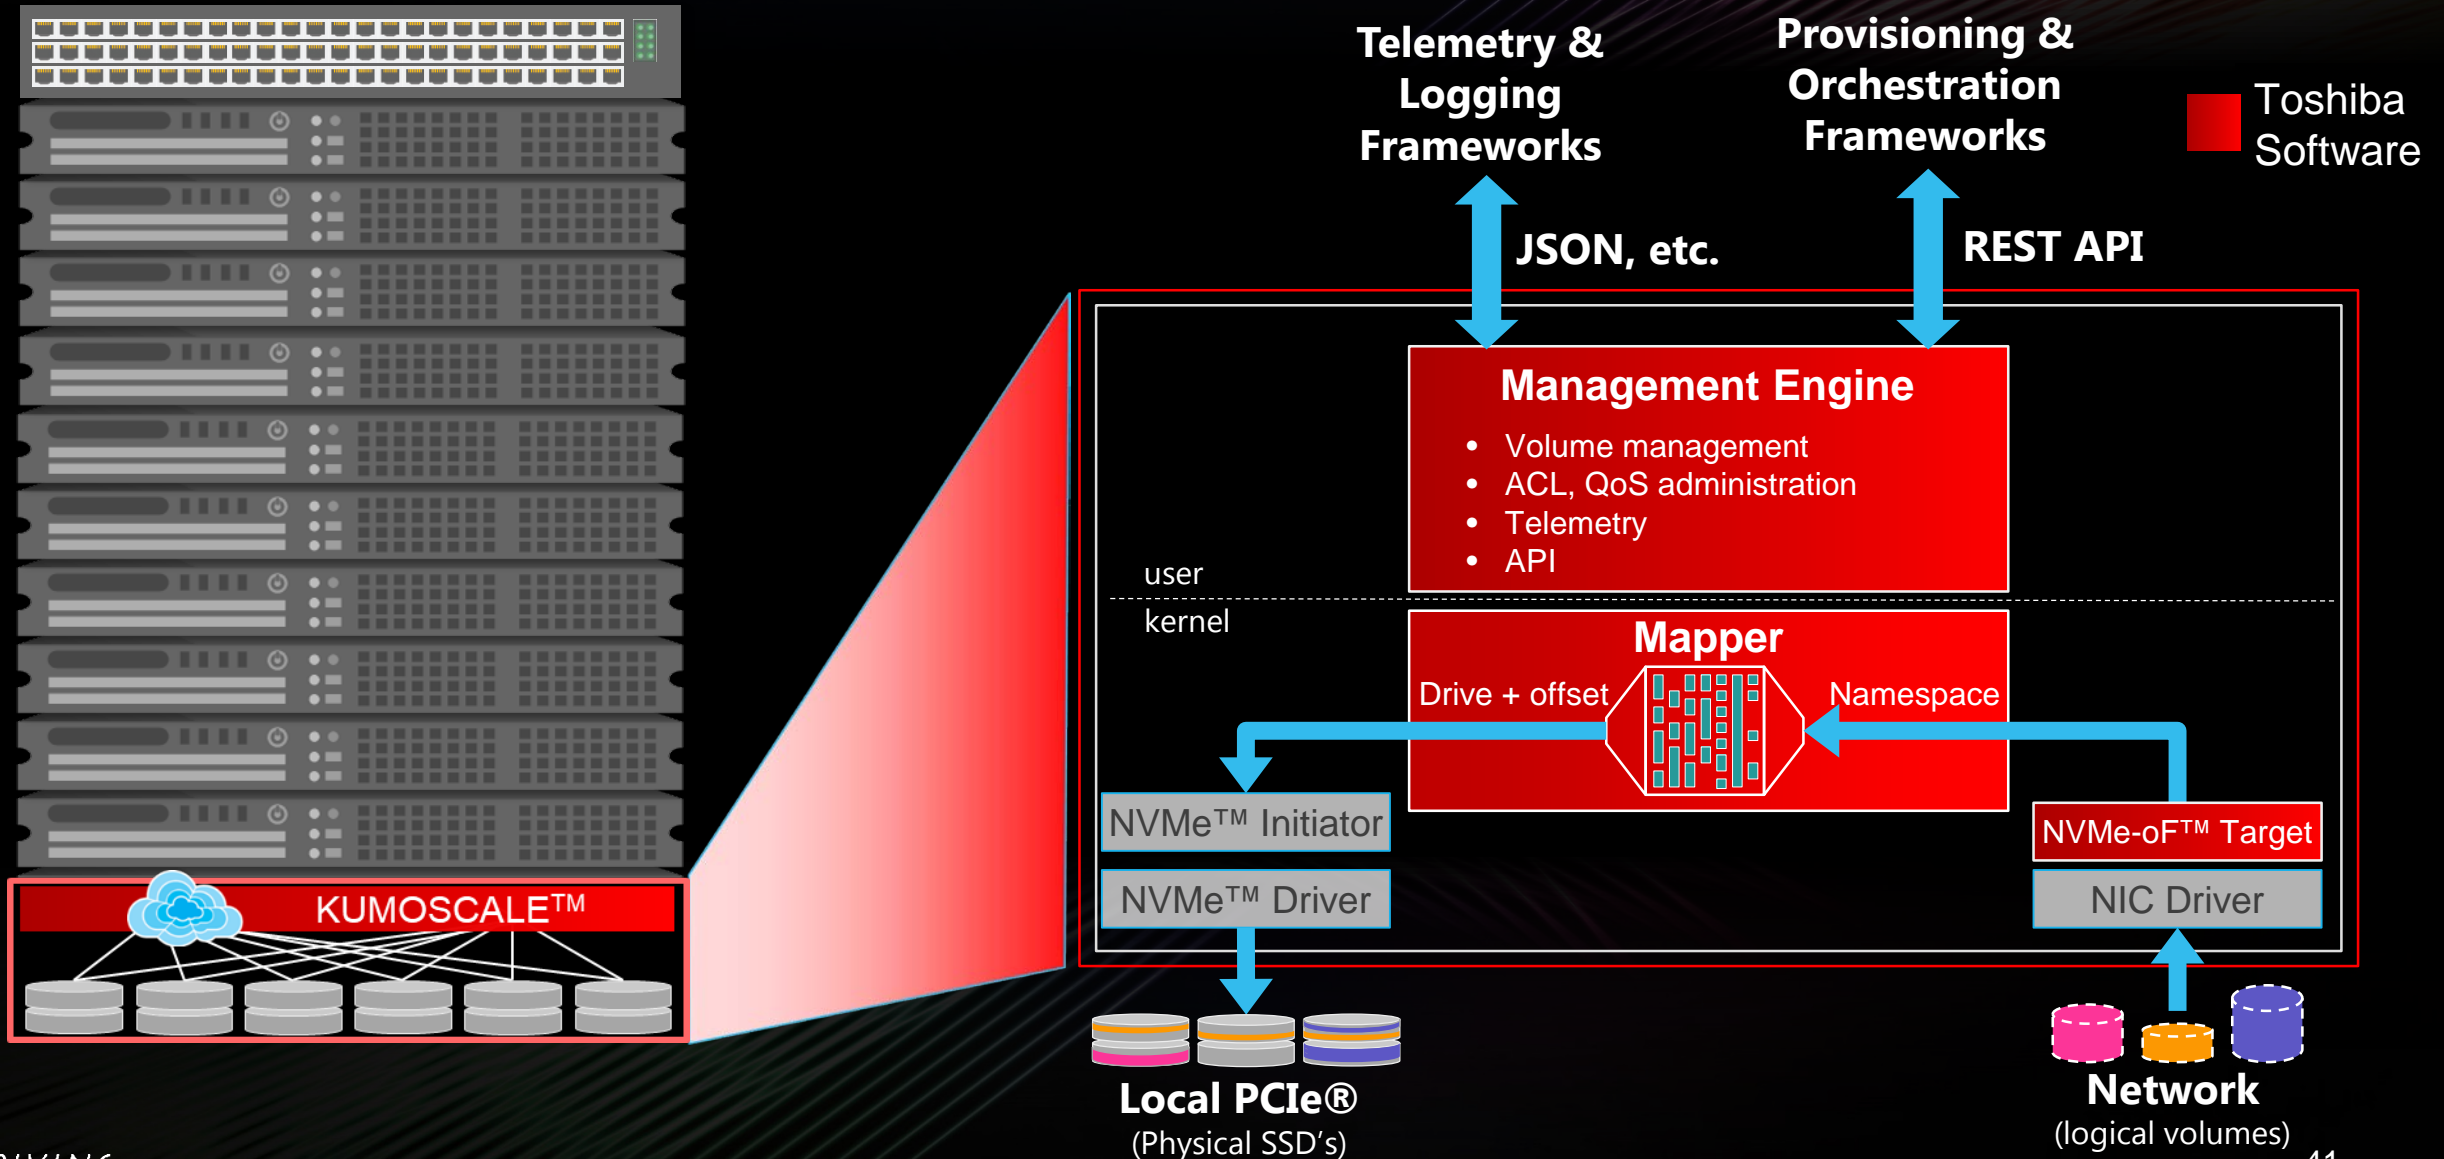 Telemetry &
Logging
Frameworks
Provisioning &
Orchestration
Frameworks
Toshiba
Software
JSON, etc.
REST API
Management Engine
• Volume management
• ACL, QoS administration
• Telemetry
• API
user
kernel
Mapper
Drive + offset
Namespace
NVMe™ Initiator
NVMe™ Driver
NVMe-oF™ Target
NIC Driver
KUMOSCALE™
Local PCIe®
(Physical SSD's)
Network
(logical volumes)